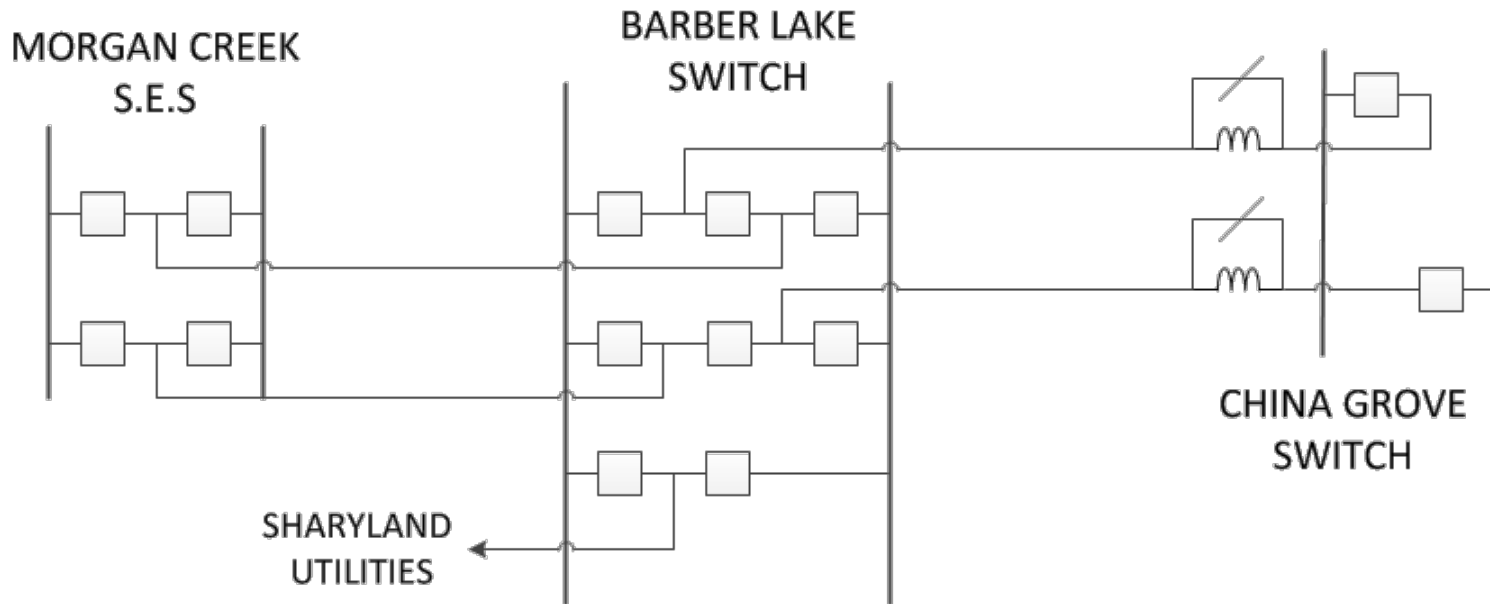 MORGAN CREEK
S.E.S
BARBER LAKE
SWITCH
CHINA GROVE
SWITCH
SHARYLAND
UTILITIES